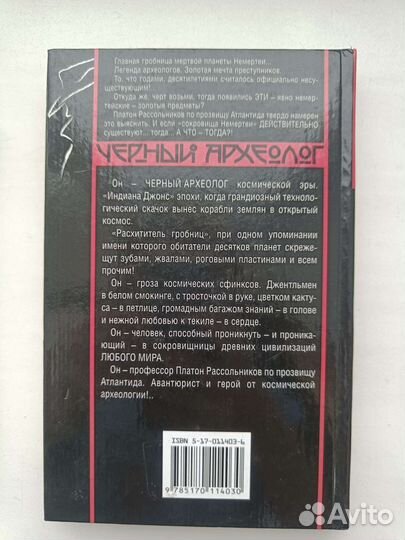 Главная гробница мертвой планеты Немертеи...
Легенда археологов. Золотая мечта преступников.
То, что годами, десятилетиями считалось официально несу-
ществующим!..
Откуда же, черт возьми, тогда появились ЭТИ – явно немер-
тейские – золотые предметы?
Платон Рассольников по прозвищу Атлантида твердо намерен
это выяснить. И если «сокровища Немертеи» ДЕЙСТВИТЕЛЬНО
существуют... тогда... А ЧТО – ТОГДА?!
ЧЕРНЫЙ АРХЕОЛОГ
Он – ЧЕРНЫЙ АРХЕОЛОГ космической эры.
«Индиана Джонс» эпохи, когда грандиозный техноло-
гический скачок вынес корабли землян в открытый
космос.
«Расхититель гробниц», при одном упоминании
имени которого обитатели десятков планет скреже-
щут зубами, жвалами, роговыми пластинами и всем
прочим!
Он – гроза космических сфинксов. Джентльмен
в белом смокинге, с тросточкой в руке, цветком какту-
са – в петлице, громадным багажом знаний – в голове
и нежной любовью к текиле – в сердце.
Он – человек, способный проникнуть – и проника-
ющий – в сокровищницы древних цивилизаций
ЛЮБОГО МИРА.
Он – профессор Платон Рассольников по прозвищу
Атлантида. Авантюрист и герой от космической
археологии!..
ISBN 5-17-011403-6
9 785170 114030
Avito